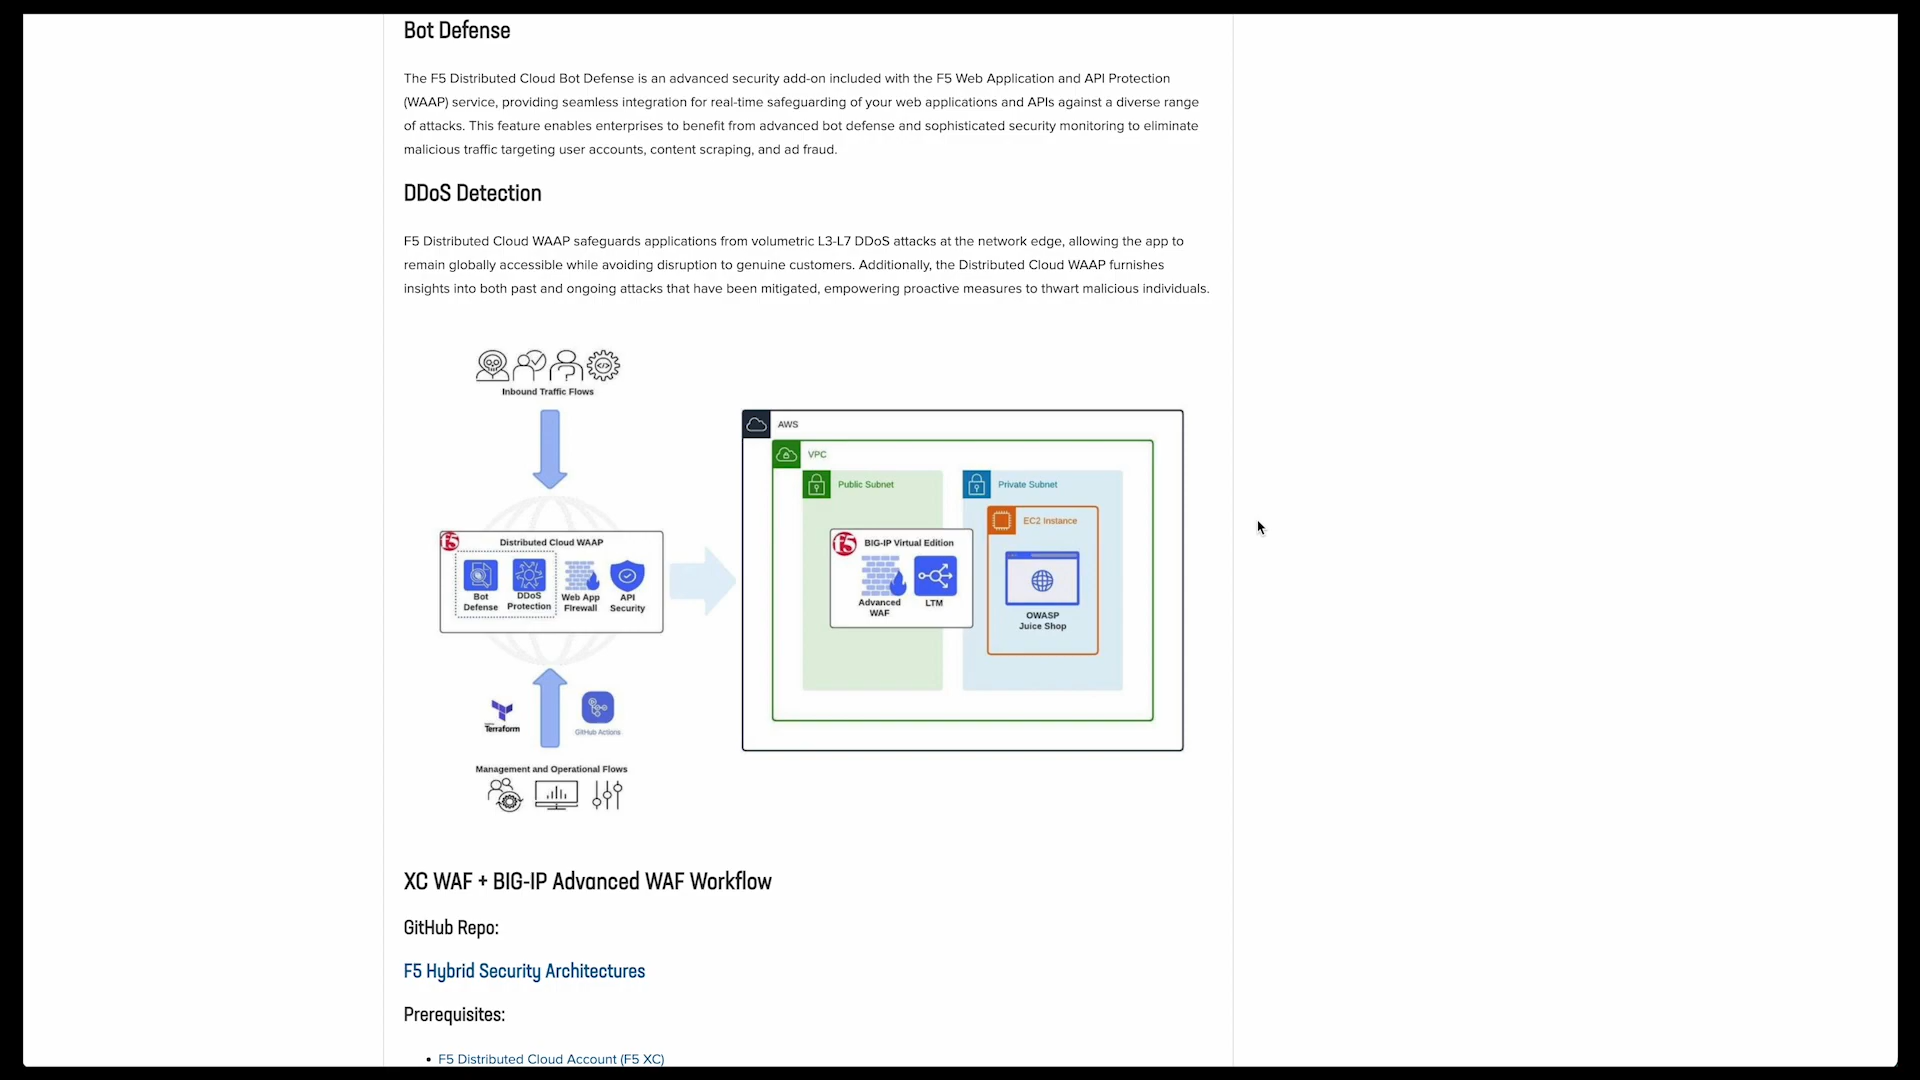 Bot Defense
The F5 Distributed Cloud Bot Defense is an advanced security add-on included with the F5 Web Application and API Protection
(WAAP) service, providing seamless integration for real-time safeguarding of your web applications and APIs against a diverse range
of attacks. This feature enables enterprises to benefit from advanced bot defense and sophisticated security monitoring to eliminate
malicious traffic targeting user accounts, content scraping, and ad fraud.
DDoS Detection
F5 Distributed Cloud WAAP safeguards applications from volumetric L3-L7 DDoS attacks at the network edge, allowing the app to
remain globally accessible while avoiding disruption to genuine customers. Additionally, the Distributed Cloud WAAP furnishes
insights into both past and ongoing attacks that have been mitigated, empowering proactive measures to thwart malicious individuals.
Inbound Traffic Flows
f5
Distributed Cloud WAAP
Bot
Defense
DDoS
Protection
Web App
Firewall
API
Security
Terraform
GitHub Actions
Management and Operational Flows
AWS
VPC
Public Subnet
f5
BIG-IP Virtual Edition
Advanced
WAF
LTM
Private Subnet
EC2 Instance
OWASP
Juice Shop
XC WAF + BIG-IP Advanced WAF Workflow
GitHub Repo:
F5 Hybrid Security Architectures
Prerequisites:
• F5 Distributed Cloud Account (F5 XC)